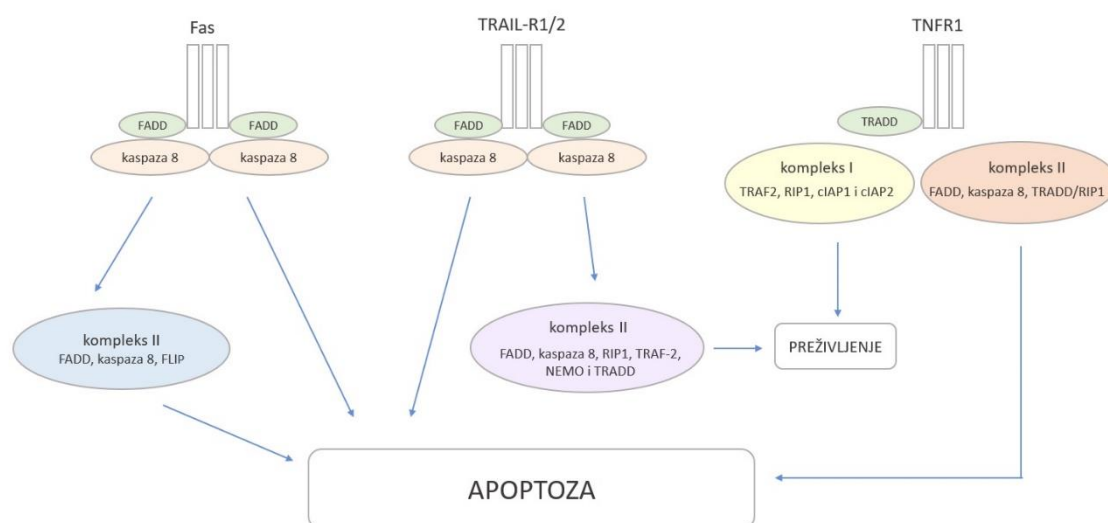 Fas
FADD
FADD
kaspaza 8
kaspaza 8
TRAIL-R1/2
FADD
FADD
kaspaza 8
kaspaza 8
TNFR1
TRADD
kompleks I
TRAF2, RIP1, cIAP1 i cIAP2
kompleks II
FADD, kaspaza 8, TRADD/RIP1
kompleks II
FADD, kaspaza 8, FLIP
kompleks II
FADD, kaspaza 8, RIP1, TRAF-2,
NEMO i TRADD
PREŽIVLJENJE
APOPTOZA